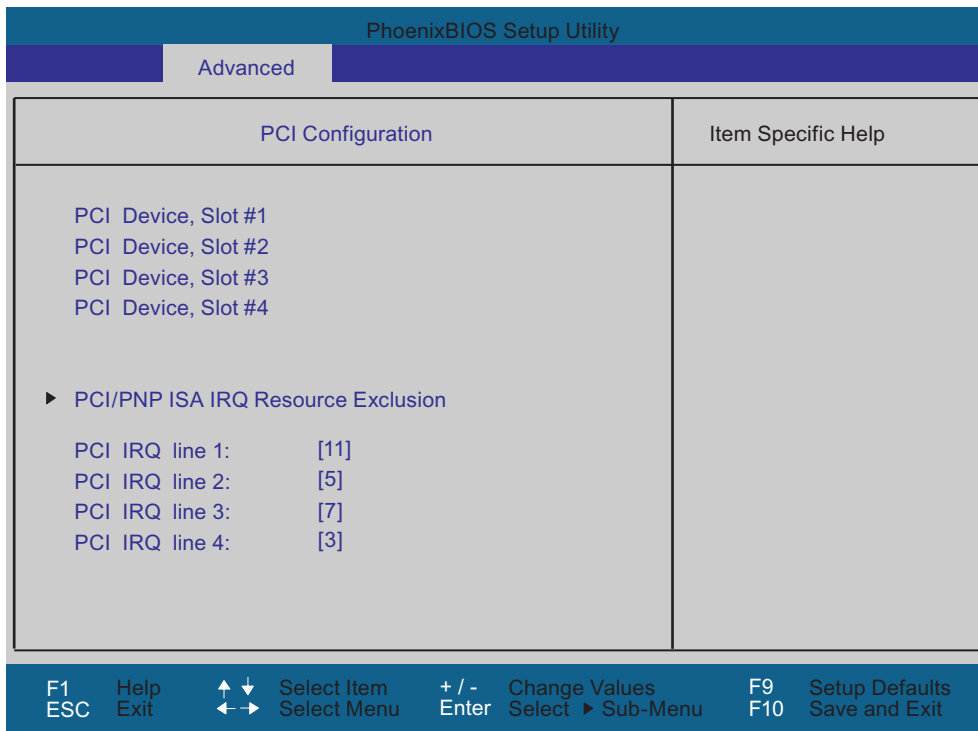 PhoenixBIOS Setup Utility
Advanced
PCI Configuration
Item Specific Help
PCI Device, Slot #1
PCI Device, Slot #2
PCI Device, Slot #3
PCI Device, Slot #4
PCI/PNP ISA IRQ Resource Exclusion
PCI IRQ line 1: [11]
PCI IRQ line 2: [5]
PCI IRQ line 3: [7]
PCI IRQ line 4: [3]
F1 Help Select Item + / - Change Values F9 Setup Defaults
ESC Exit Select Menu Enter Select Sub-Menu F10 Save and Exit